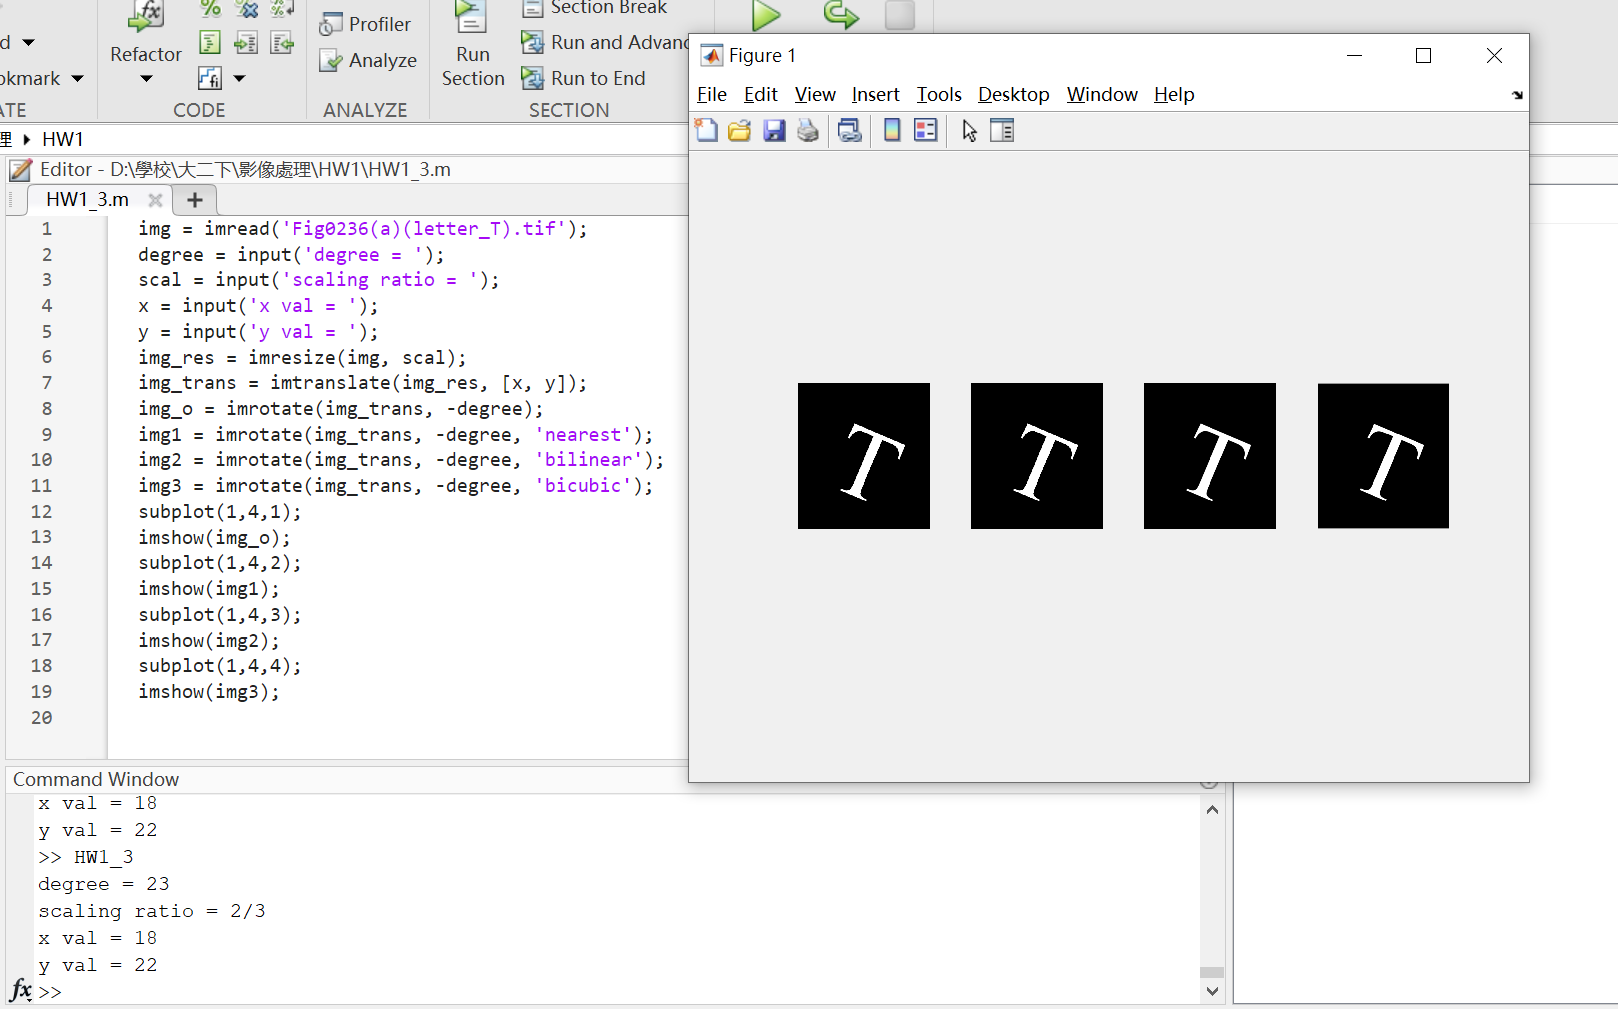 Refactor
CODE
Profiler
Analyze
ANALYZE
Run
Section
Section Break
Run and Advanc
Run to End
SECTION
HW1
Editor - D:\學校\大二下\影像處理\HW1\HW1_3.m
HW1_3.m
1 img = imread('Fig0236(a)(letter_T).tif');
2 degree = input('degree = ');
3 scal = input('scaling ratio = ');
4 x = input('x val = ');
5 y = input('y val = ');
6 img_res = imresize(img, scal);
7 img_trans = imtranslate(img_res, [x, y]);
8 img_o = imrotate(img_trans, -degree);
9 img1 = imrotate(img_trans, -degree, 'nearest');
10 img2 = imrotate(img_trans, -degree, 'bilinear');
11 img3 = imrotate(img_trans, -degree, 'bicubic');
12 subplot(1,4,1);
13 imshow(img_o);
14 subplot(1,4,2);
15 imshow(img1);
16 subplot(1,4,3);
17 imshow(img2);
18 subplot(1,4,4);
19 imshow(img3);
20
Figure 1
File Edit View Insert Tools Desktop Window Help
T T T T
Command Window
x val = 18
y val = 22
>> HW1_3
degree = 23
scaling ratio = 2/3
x val = 18
y val = 22
fx >>